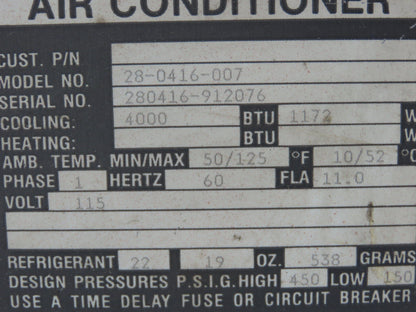 AIR CONDITIONER
CUST. P/N
MODEL NO. 28-0416-007
SERIAL NO. 280416-912076
COOLING: 4000 BTU 1172 W
HEATING: BTU W
AMB. TEMP. MIN/MAX 50/125 °F 10/52 °C
PHASE 1 HERTZ 60 FLA 11.0
VOLT 115
REFRIGERANT 22 19 OZ. 538 GRAMS
DESIGN PRESSURES P.S.I.G. HIGH 450 LOW 150
USE A TIME DELAY FUSE OR CIRCUIT BREAKER